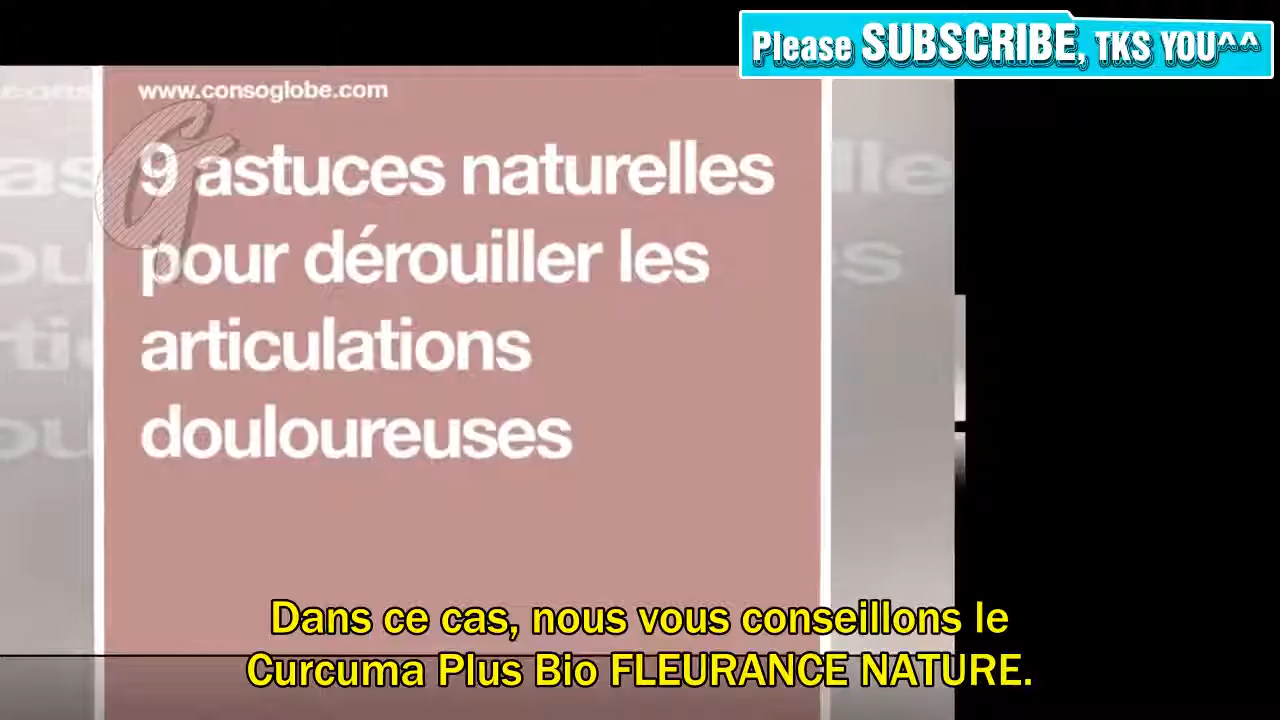 Please SUBSCRIBE, TKS YOU^^
www.consoglobe.com
G
9 astuces naturelles
pour dérouiller les
articulations
douloureuses
Dans ce cas, nous vous conseillons le
Curcuma Plus Bio FLEURANCE NATURE.